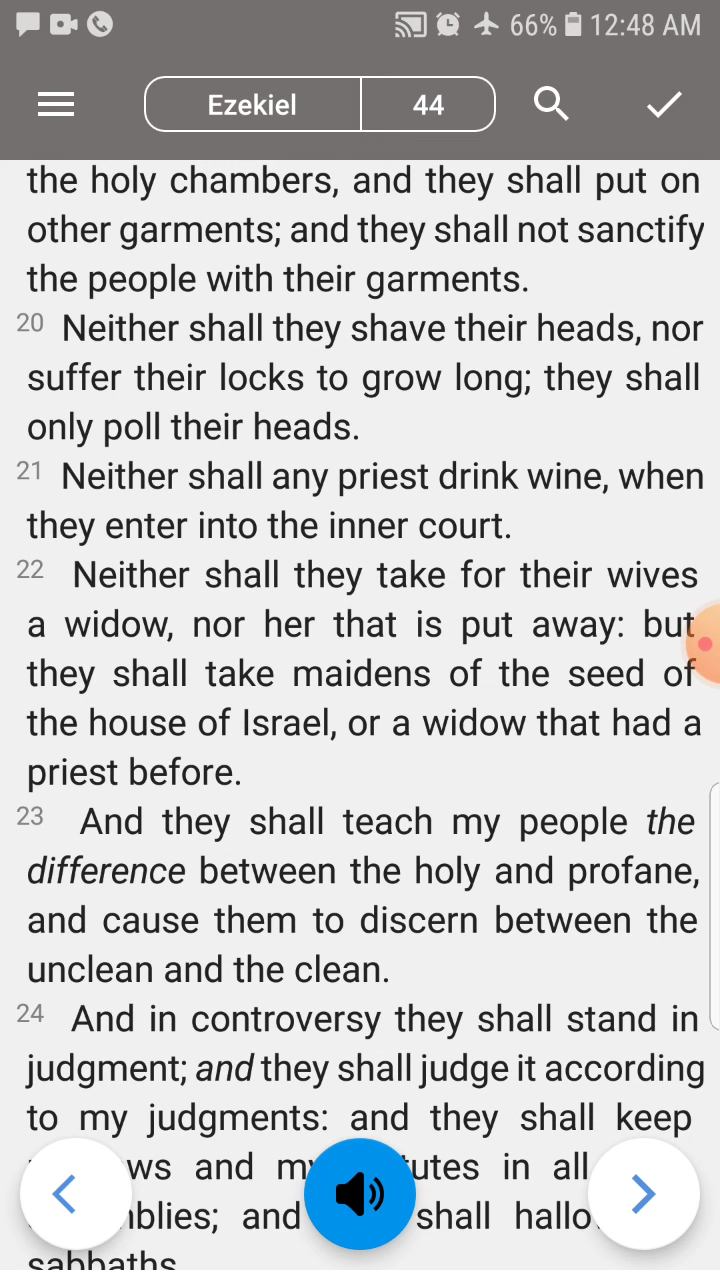 66% 12:48 AM
Ezekiel 44
the holy chambers, and they shall put on
other garments; and they shall not sanctify
the people with their garments.
20 Neither shall they shave their heads, nor
suffer their locks to grow long; they shall
only poll their heads.
21 Neither shall any priest drink wine, when
they enter into the inner court.
22 Neither shall they take for their wives
a widow, nor her that is put away: but
they shall take maidens of the seed of
the house of Israel, or a widow that had a
priest before.
23 And they shall teach my people the
difference between the holy and profane,
and cause them to discern between the
unclean and the clean.
24 And in controversy they shall stand in
judgment; and they shall judge it according
to my judgments: and they shall keep
and in all
and shall
sabbaths